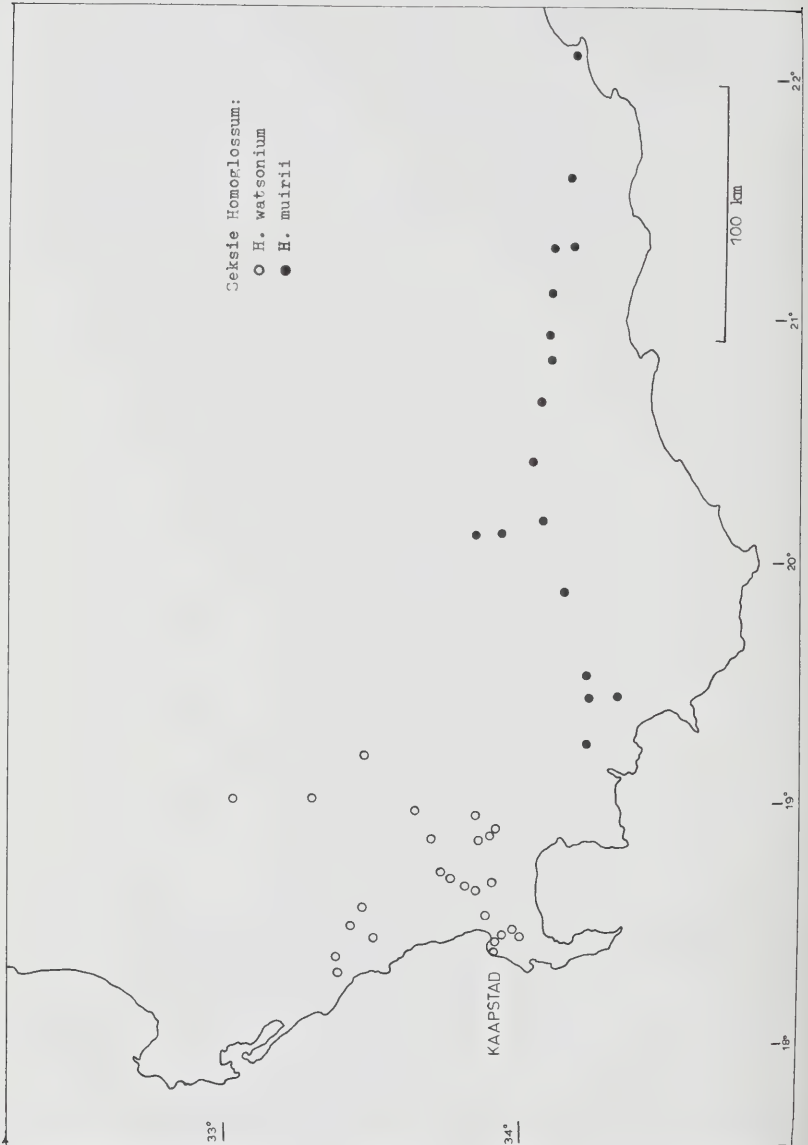 Seksie Homoglossum:
H. watsonium
H. muirii
KAAPSTAD
100 km
33°
34°
18°
19°
20°
21°
22°